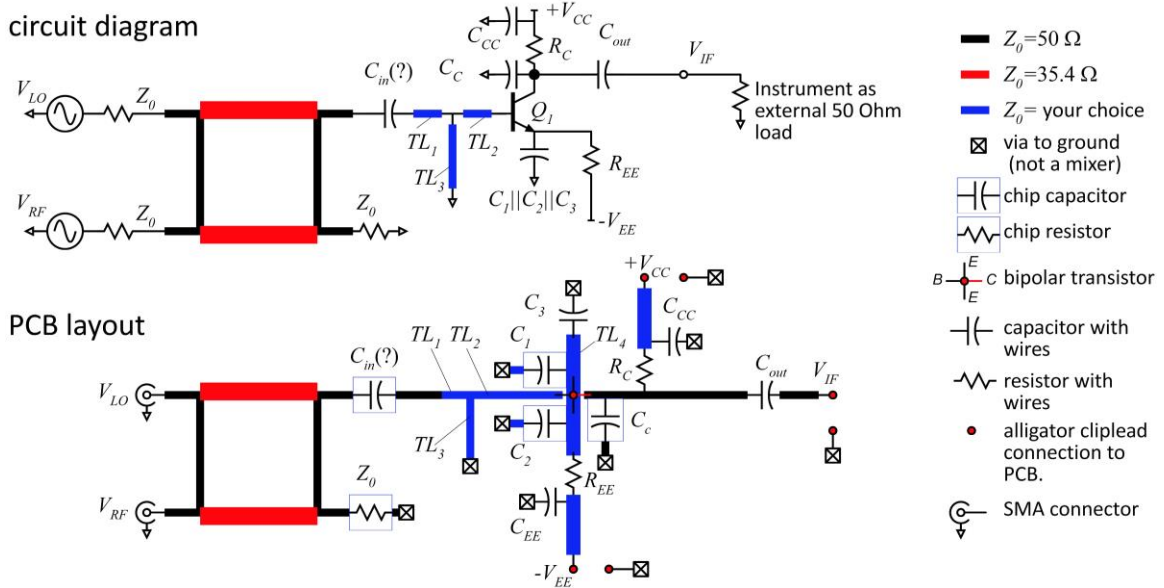 circuit diagram
+V_CC
C_CC
R_C
C_out
V_IF
C_in(?)
C_C
V_LO
Z_0
Q_1
TL_1
TL_2
TL_3
R_EE
C_1||C_2||C_3
-V_EE
Instrument as
external 50 Ohm
load
V_RF
Z_0
Z_0
Z_0=50 Ω
Z_0=35.4 Ω
Z_0= your choice
via to ground
(not a mixer)
chip capacitor
chip resistor
E
B
C
E
bipolar transistor
capacitor with
wires
resistor with
wires
alligator cliplead
connection to
PCB.
SMA connector
PCB layout
+V_CC
C_3
C_CC
TL_1
TL_2
C_1
TL_4
C_in(?)
R_C
C_out
V_IF
V_LO
C_2
C_c
TL_3
Z_0
R_EE
V_RF
C_EE
-V_EE